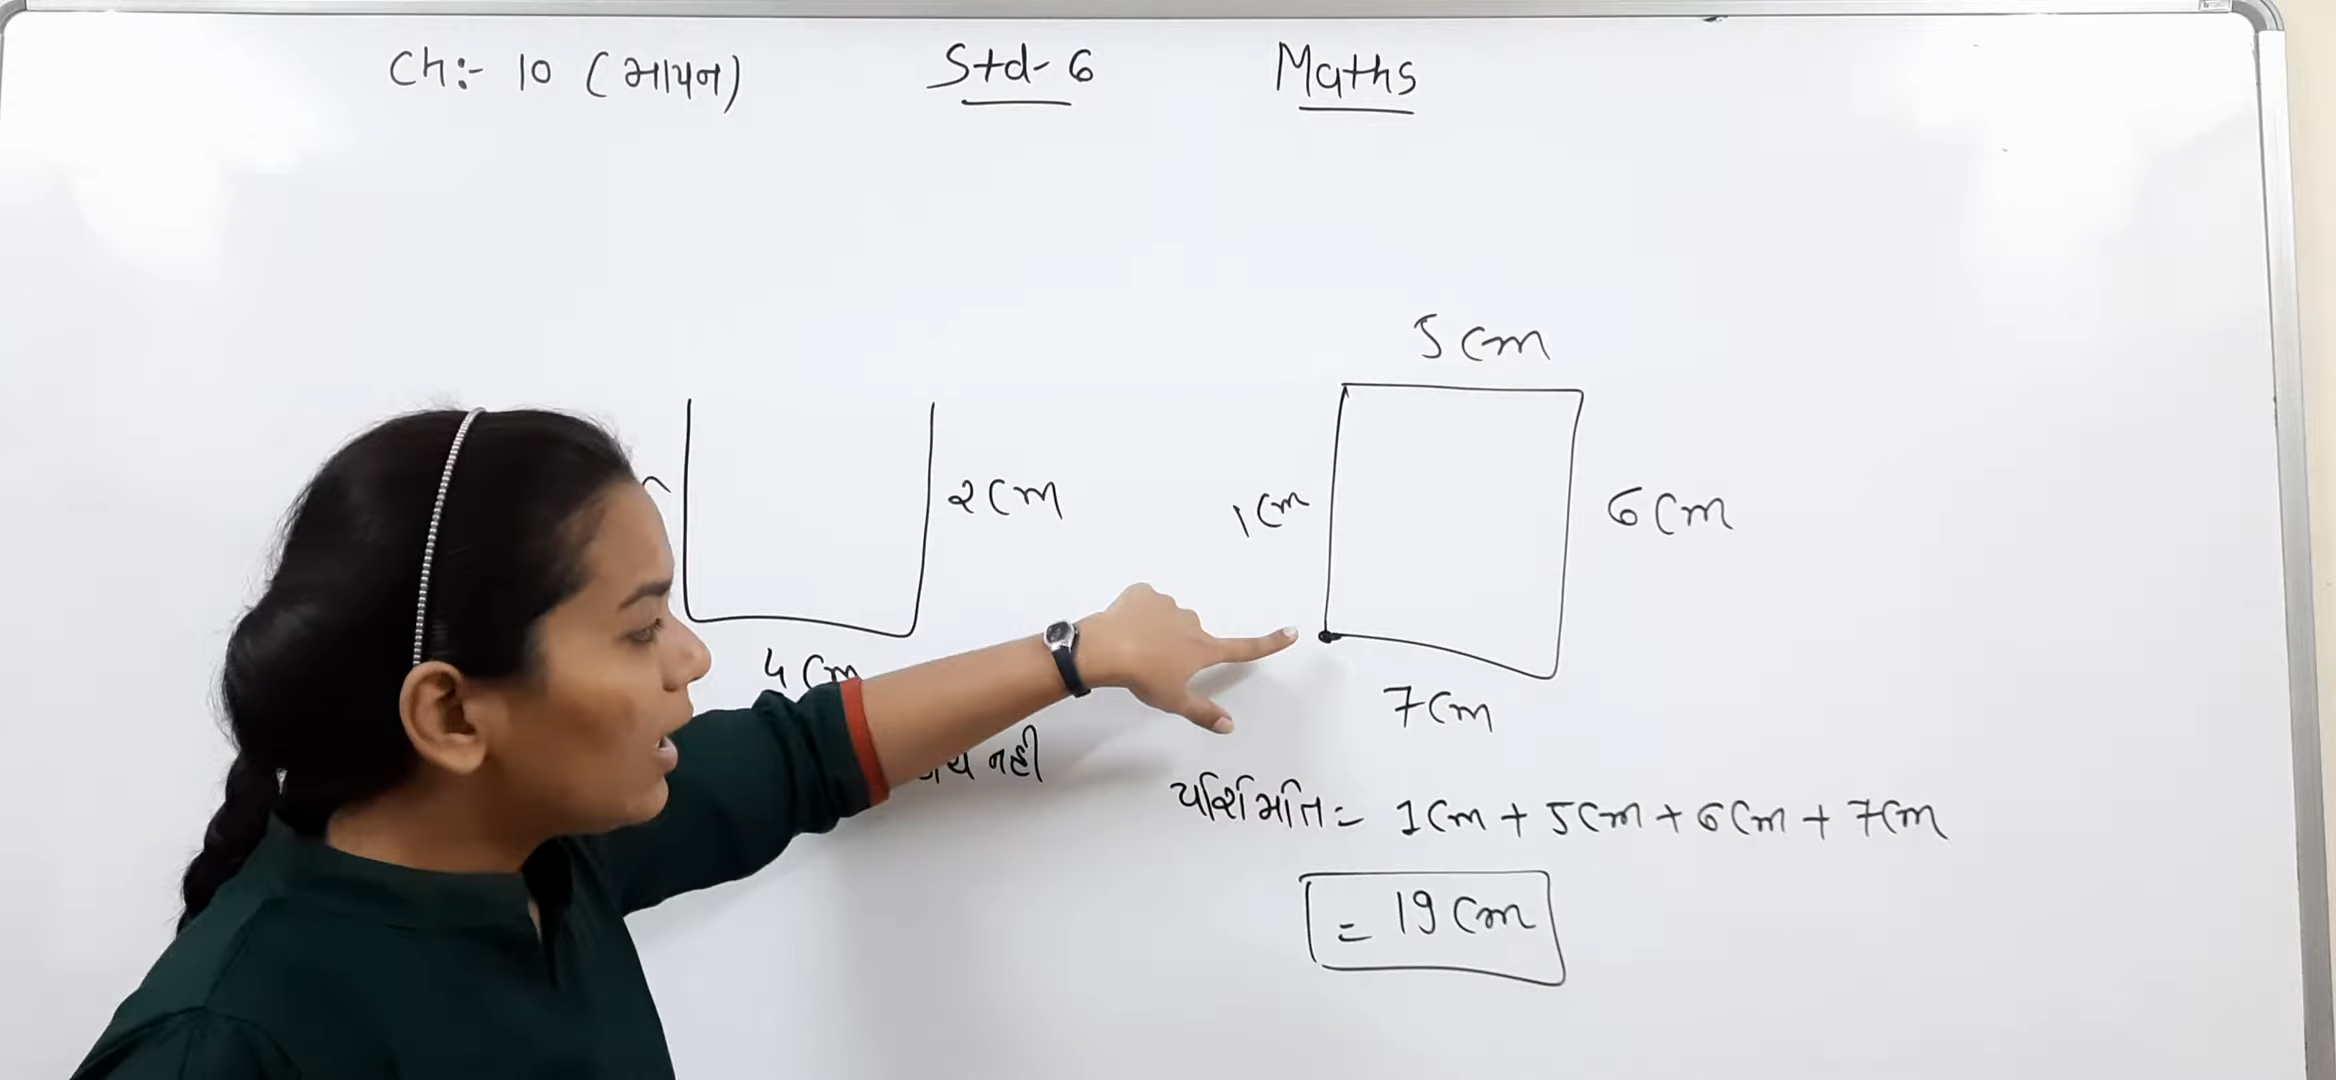 Ch:- 10 (માપન) Std- 6 Maths
5 cm
2 cm
1 cm
6 cm
4 cm
7 cm
નહી
પરિમિતિ = 1 cm + 5 cm + 6 cm + 7 cm
= 19 cm